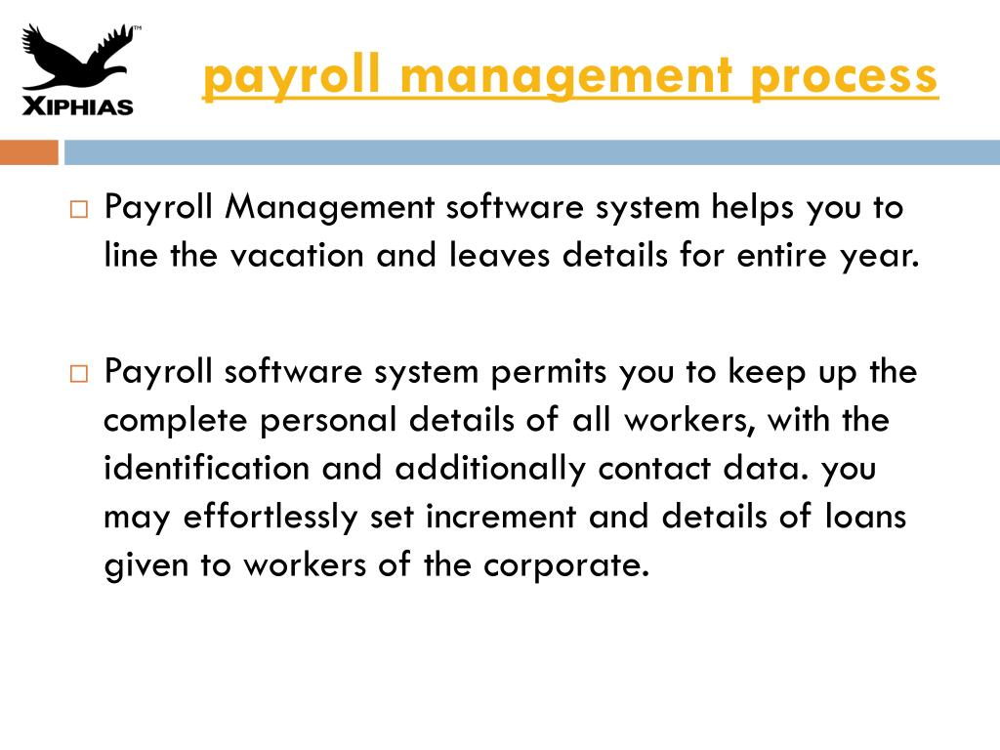 XIPHIAS
TM
payroll management process
Payroll Management software system helps you to
line the vacation and leaves details for entire year.
Payroll software system permits you to keep up the
complete personal details of all workers, with the
identification and additionally contact data. you
may effortlessly set increment and details of loans
given to workers of the corporate.